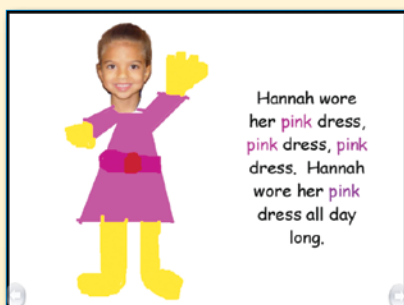 Hannah wore
her pink dress,
pink dress, pink
dress. Hannah
wore her pink
dress all day
long.